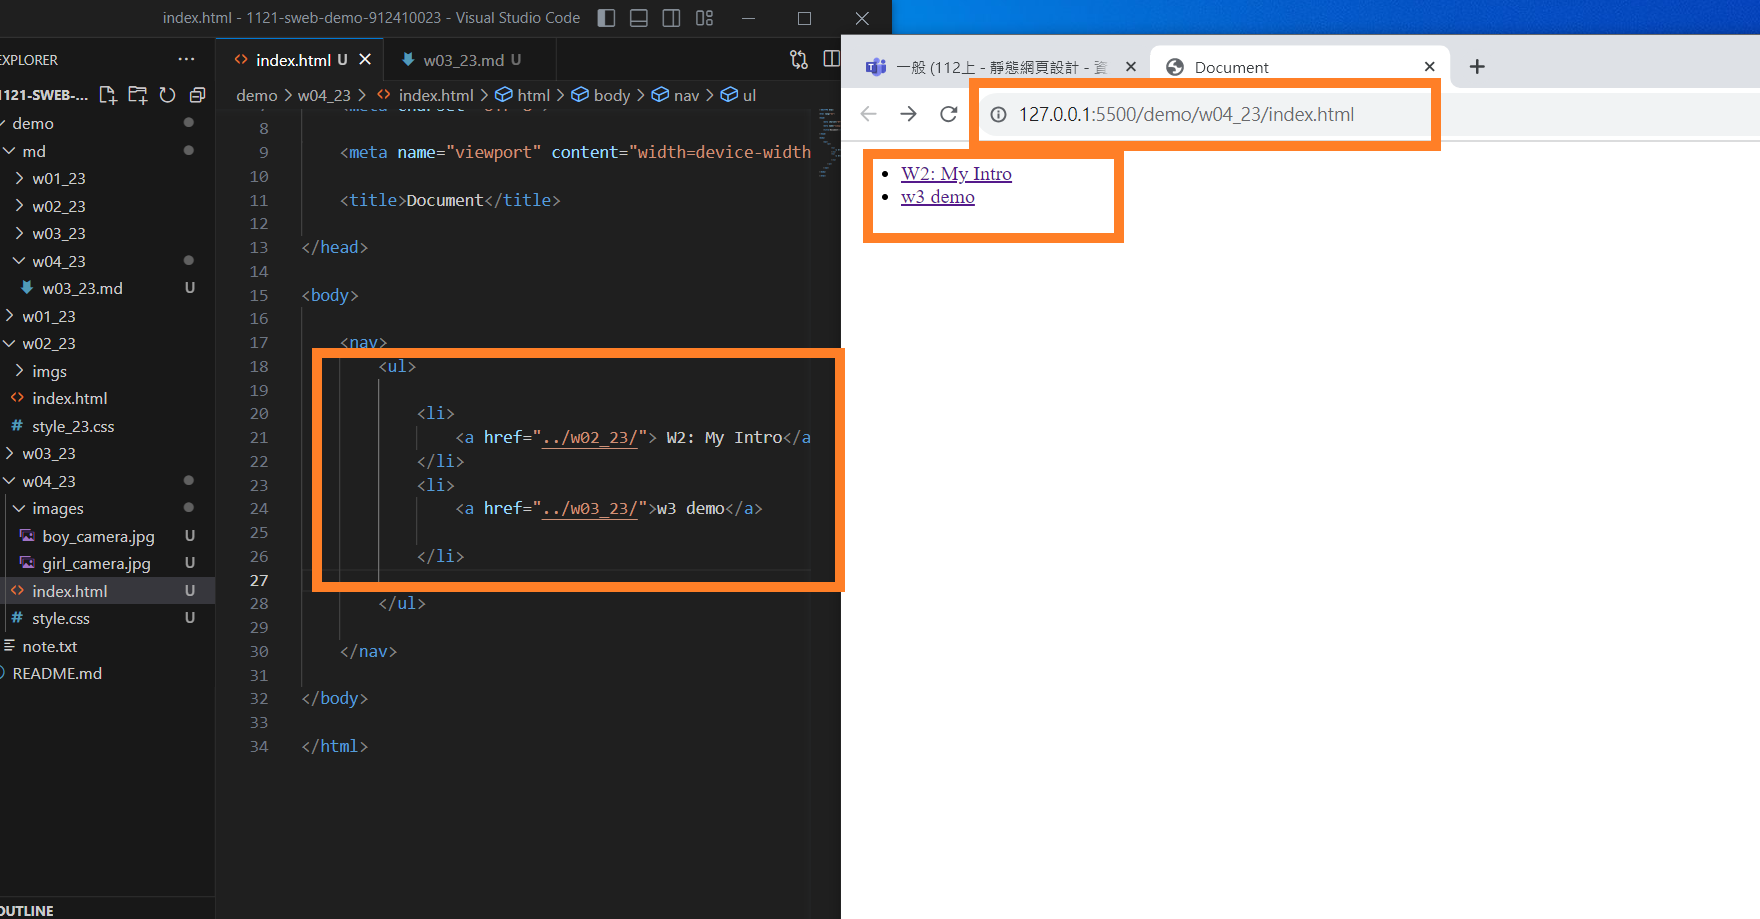 index.html - 1121-sweb-demo-912410023 - Visual Studio Code
EXPLORER
1121-SWEB-...
demo
md
w01_23
w02_23
w03_23
w04_23
w03_23.md U
w01_23
w02_23
imgs
index.html
style_23.css
w03_23
w04_23
images
boy_camera.jpg U
girl_camera.jpg U
index.html U
style.css U
note.txt
README.md
OUTLINE
index.html U
w03_23.md U
demo > w04_23 > index.html > html > body > nav > ul
8
9 <meta name="viewport" content="width=device-width
10
11 <title>Document</title>
12
13 </head>
14
15 <body>
16
17 <nav>
18 <ul>
19
20 <li>
21 <a href="../w02_23/"> W2: My Intro</a
22 </li>
23 <li>
24 <a href="../w03_23/">w3 demo</a>
25
26 </li>
27
28 </ul>
29
30 </nav>
31
32 </body>
33
34 </html>
一般 (112上 - 靜態網頁設計 - 資
Document
127.0.0.1:5500/demo/w04_23/index.html
W2: My Intro
w3 demo